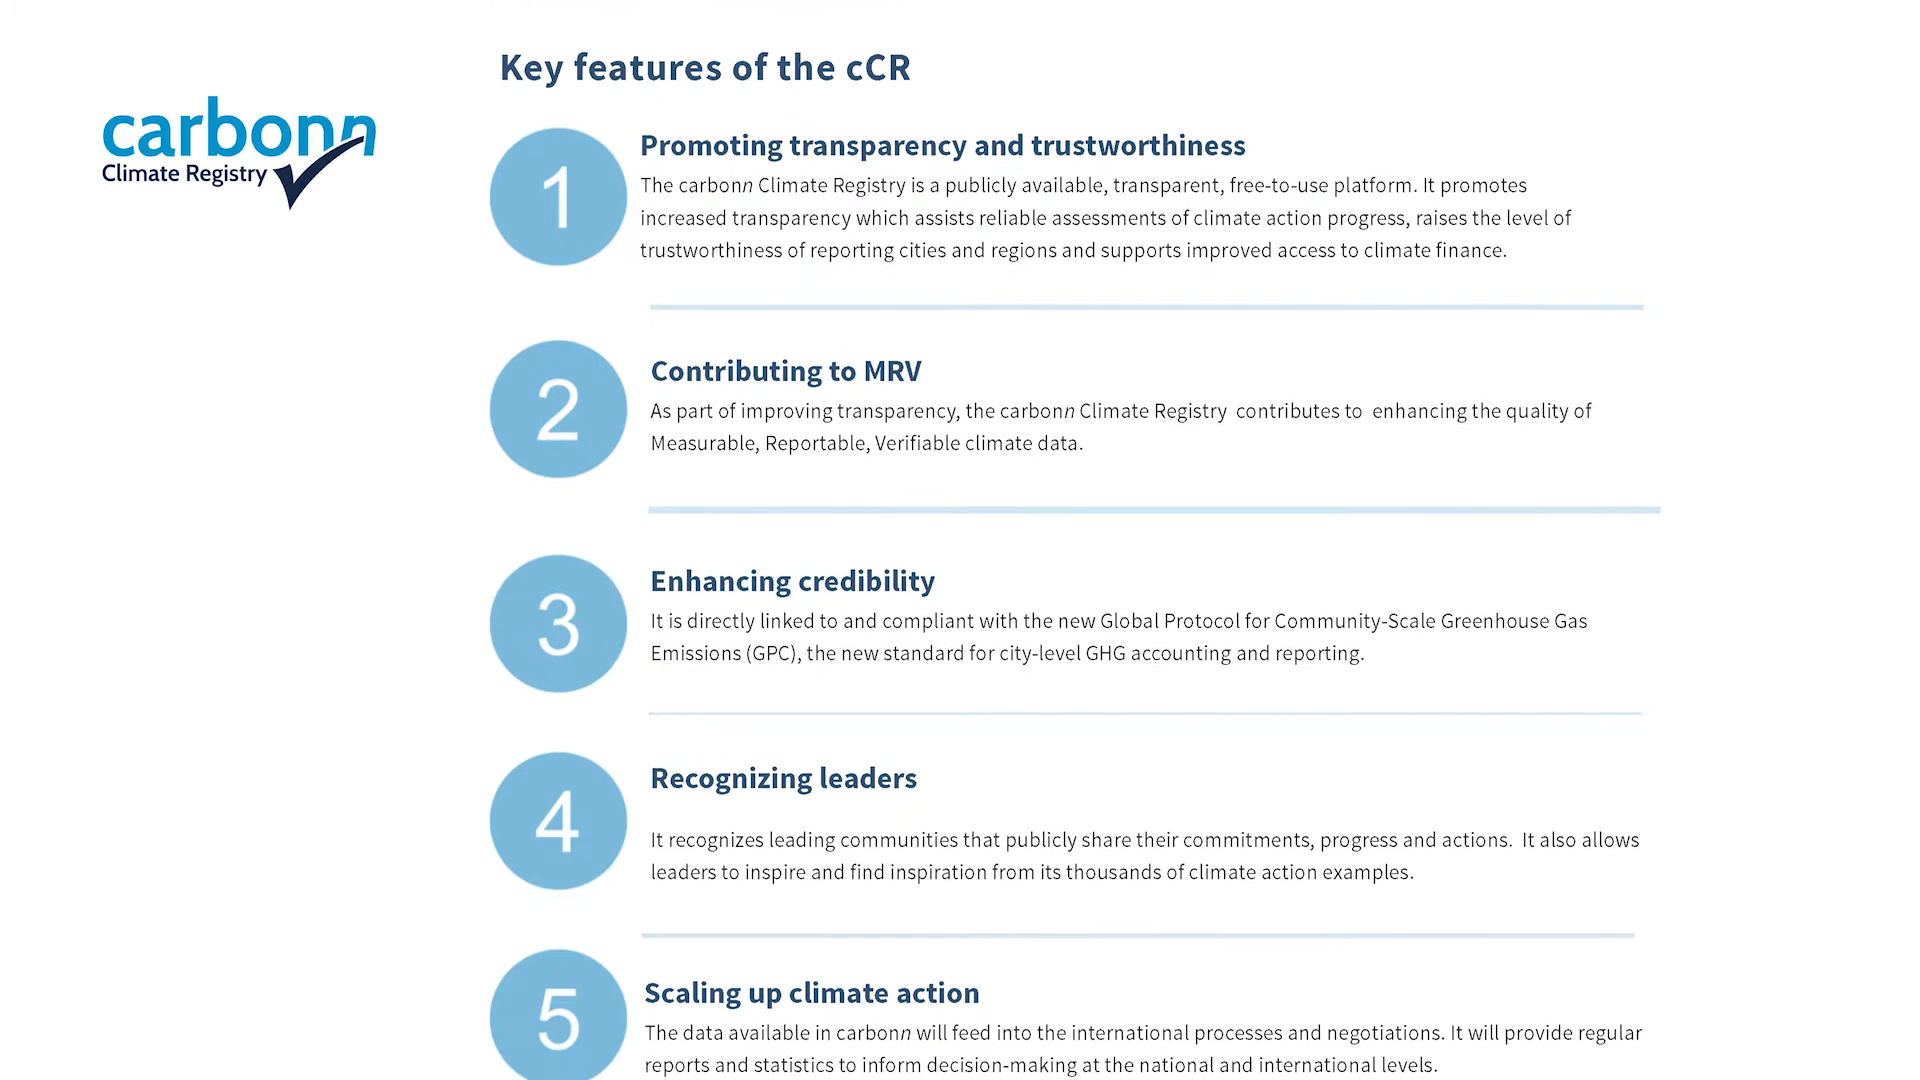 Key features of the cCR
carbonn
Climate Registry
1
Promoting transparency and trustworthiness
The carbonn Climate Registry is a publicly available, transparent, free-to-use platform. It promotes
increased transparency which assists reliable assessments of climate action progress, raises the level of
trustworthiness of reporting cities and regions and supports improved access to climate finance.
2
Contributing to MRV
As part of improving transparency, the carbonn Climate Registry contributes to enhancing the quality of
Measurable, Reportable, Verifiable climate data.
3
Enhancing credibility
It is directly linked to and compliant with the new Global Protocol for Community-Scale Greenhouse Gas
Emissions (GPC), the new standard for city-level GHG accounting and reporting.
4
Recognizing leaders
It recognizes leading communities that publicly share their commitments, progress and actions. It also allows
leaders to inspire and find inspiration from its thousands of climate action examples.
5
Scaling up climate action
The data available in carbonn will feed into the international processes and negotiations. It will provide regular
reports and statistics to inform decision-making at the national and international levels.